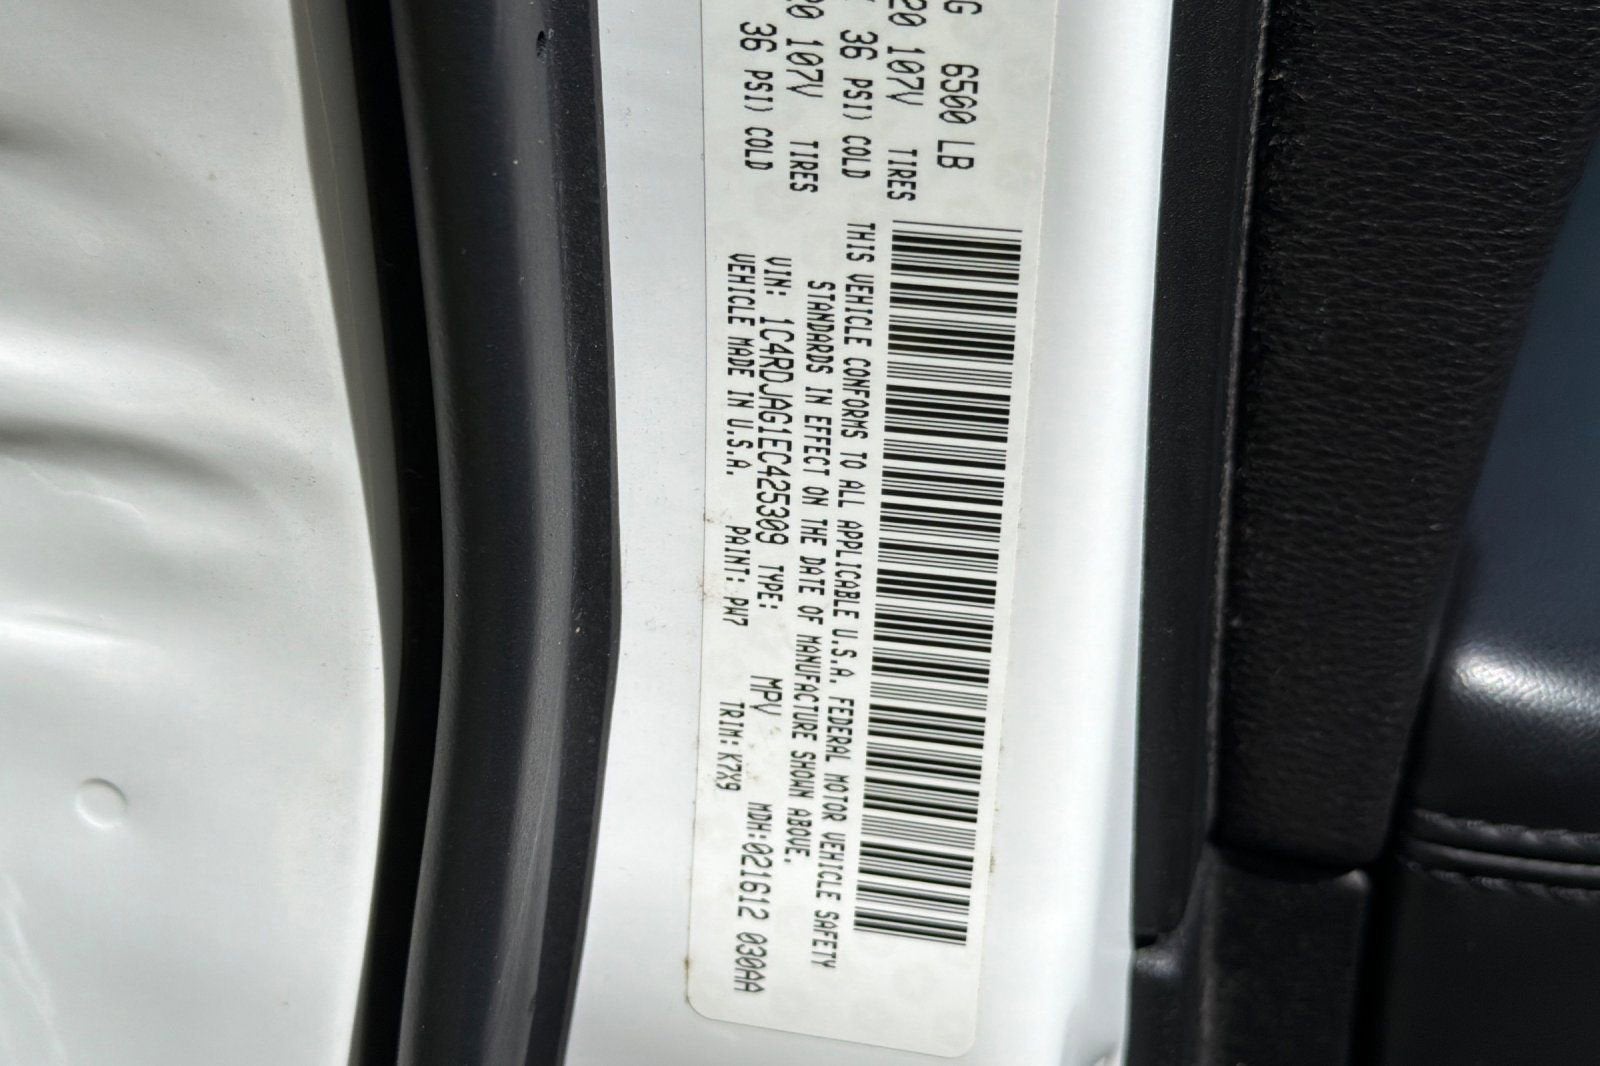 G 6500 LB
20 107V TIRES
36 PSI) COLD
20 107V TIRES
36 PSI) COLD
THIS VEHICLE CONFORMS TO ALL APPLICABLE U.S.A. FEDERAL MOTOR VEHICLE SAFETY
STANDARDS IN EFFECT ON THE DATE OF MANUFACTURE SHOWN ABOVE.
VIN: 1C4RDJAG1EC425309 TYPE: MPV MDH:021612 030AA
VEHICLE MADE IN U.S.A. PAINT: PW7 TRIM: K7X9